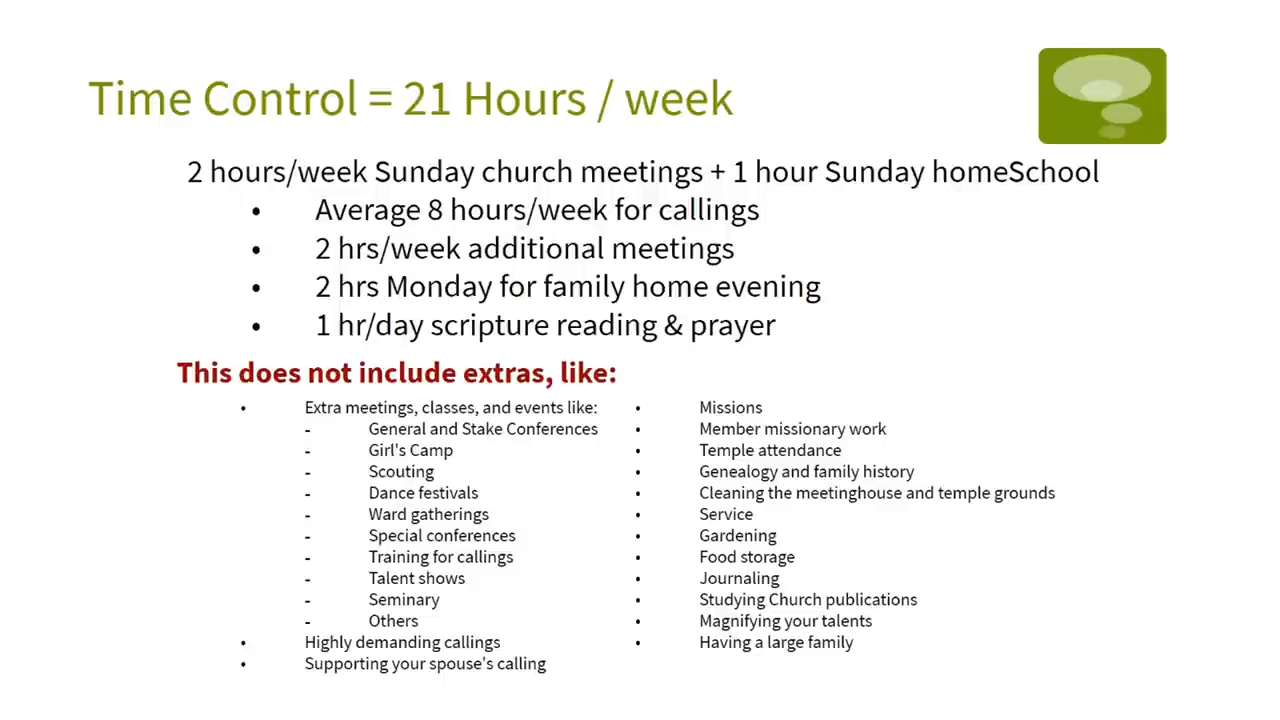 Time Control = 21 Hours / week
2 hours/week Sunday church meetings + 1 hour Sunday homeSchool
• Average 8 hours/week for callings
• 2 hrs/week additional meetings
• 2 hrs Monday for family home evening
• 1 hr/day scripture reading & prayer
This does not include extras, like:
• Extra meetings, classes, and events like:
- General and Stake Conferences
- Girl's Camp
- Scouting
- Dance festivals
- Ward gatherings
- Special conferences
- Training for callings
- Talent shows
- Seminary
- Others
• Highly demanding callings
• Supporting your spouse's calling
• Missions
• Member missionary work
• Temple attendance
• Genealogy and family history
• Cleaning the meetinghouse and temple grounds
• Service
• Gardening
• Food storage
• Journaling
• Studying Church publications
• Magnifying your talents
• Having a large family